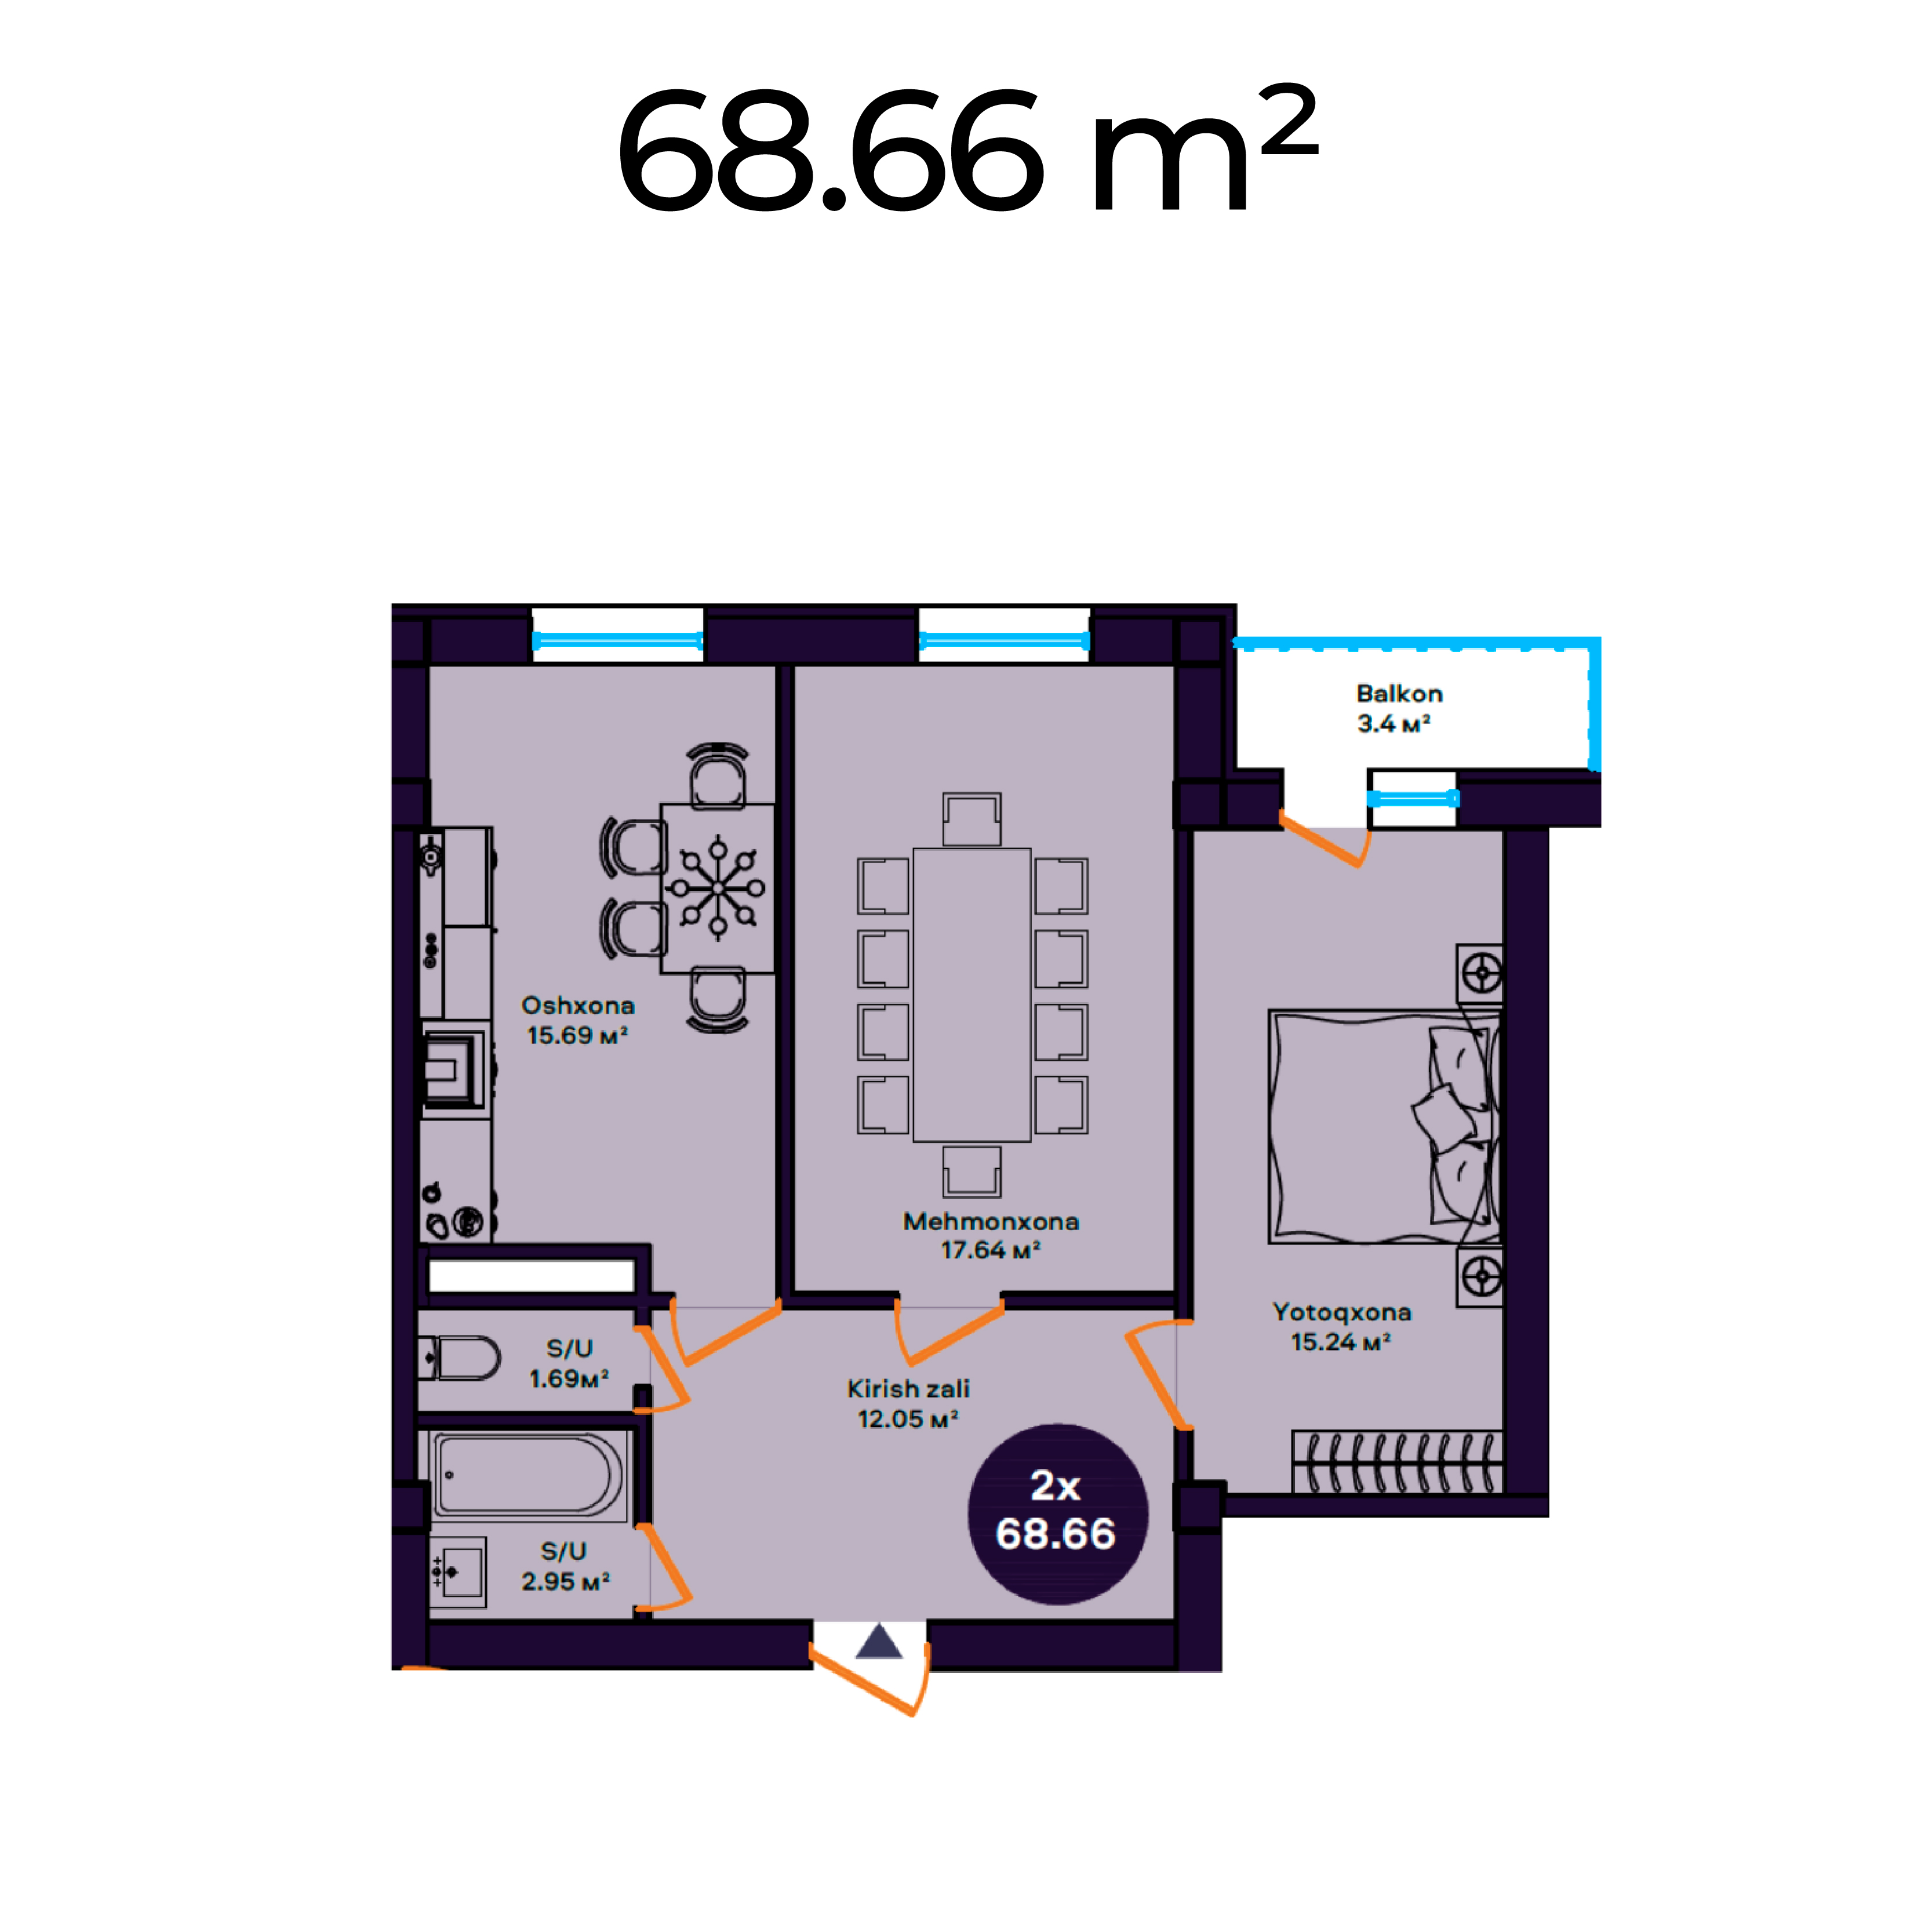 68.66 m²
Balkon
3.4 м²
Oshxona
15.69 м²
Mehmonxona
17.64 м²
Yotoqxona
15.24 м²
S/U
1.69м²
Kirish zali
12.05 м²
2x
68.66
S/U
2.95 м²